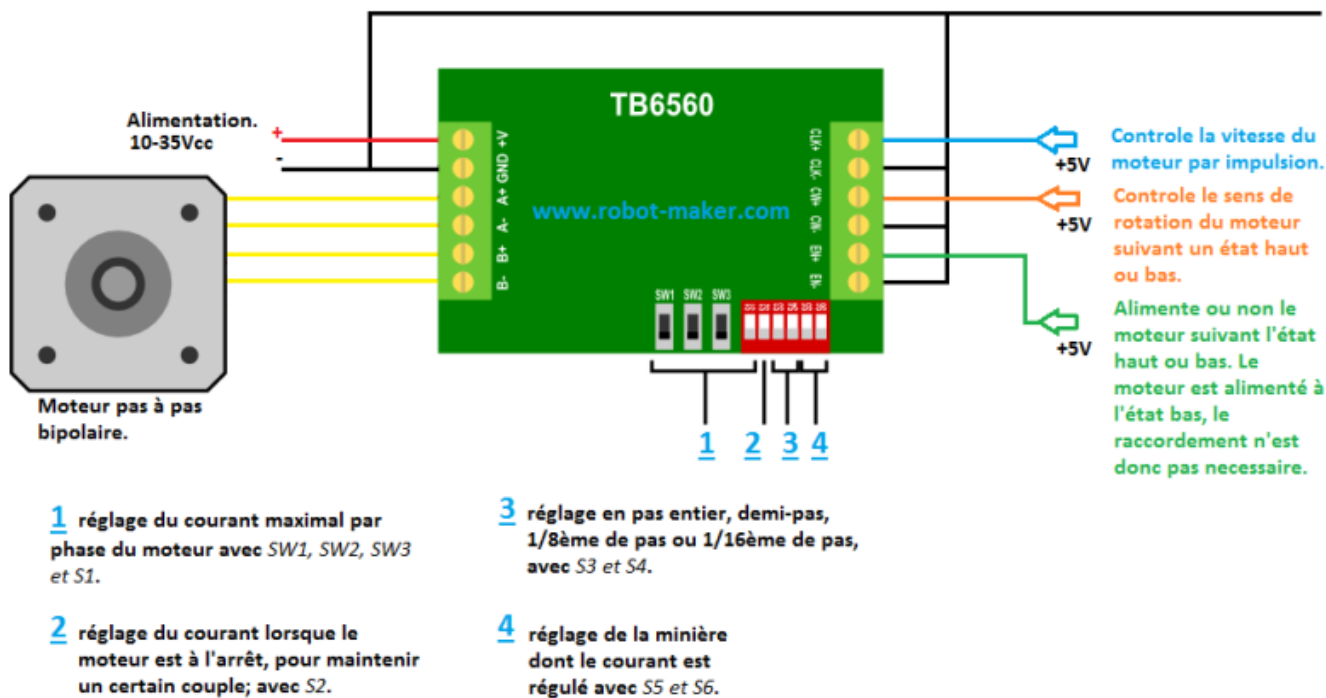 TB6560
www.robot-maker.com
Alimentation.
10-35Vcc
+
-
+V
GND
A+
A-
B+
B-
CLK+
CLK-
CW+
CW-
EN+
EN-
SW1 SW2 SW3
+5V
Controle la vitesse du
moteur par impulsion.
+5V
Controle le sens de
rotation du moteur
suivant un état haut
ou bas.
+5V
Alimente ou non le
moteur suivant l'état
haut ou bas. Le
moteur est alimenté à
l'état bas, le
raccordement n'est
donc pas necessaire.
Moteur pas à pas
bipolaire.
1 2 3 4
1 réglage du courant maximal par
phase du moteur avec SW1, SW2, SW3
et S1.
2 réglage du courant lorsque le
moteur est à l'arrêt, pour maintenir
un certain couple; avec S2.
3 réglage en pas entier, demi-pas,
1/8ème de pas ou 1/16ème de pas,
avec S3 et S4.
4 réglage de la minière
dont le courant est
régulé avec S5 et S6.